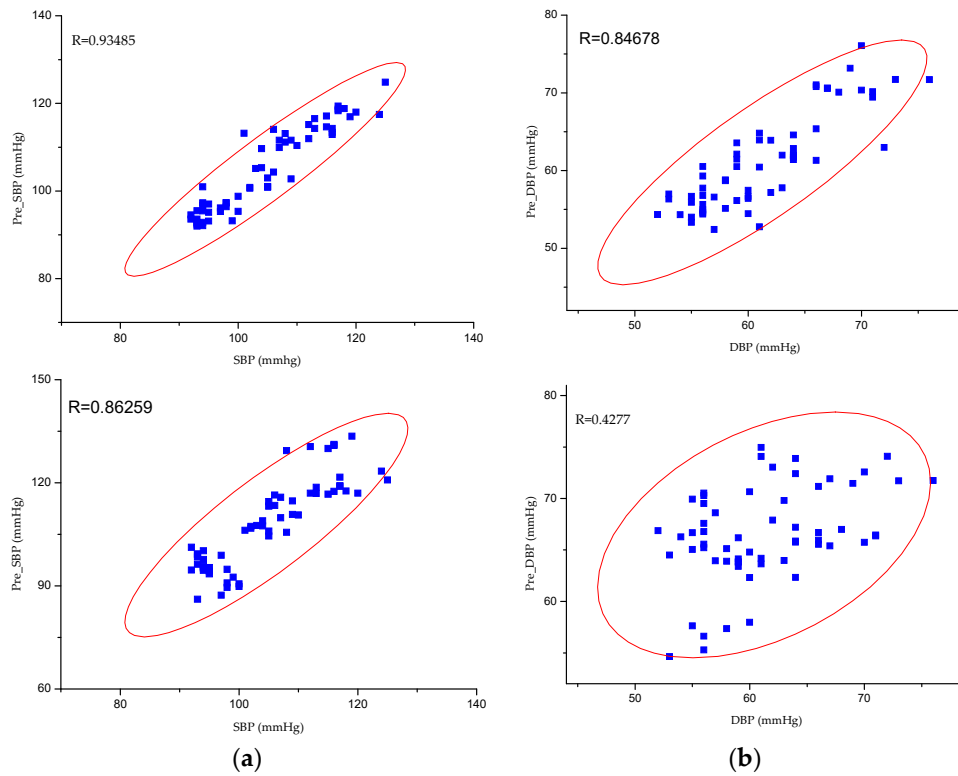 R=0.93485
Pre_SBP (mmHg)
140
120
100
80
80
100
120
140
SBP (mmhg)
R=0.84678
Pre_DBP (mmHg)
80
70
60
50
50
60
70
DBP (mmHg)
R=0.86259
Pre_SBP (mmHg)
150
120
90
60
80
100
120
140
SBP (mmHg)
R=0.4277
Pre_DBP (mmHg)
80
70
60
50
60
70
DBP (mmHg)
(a)
(b)